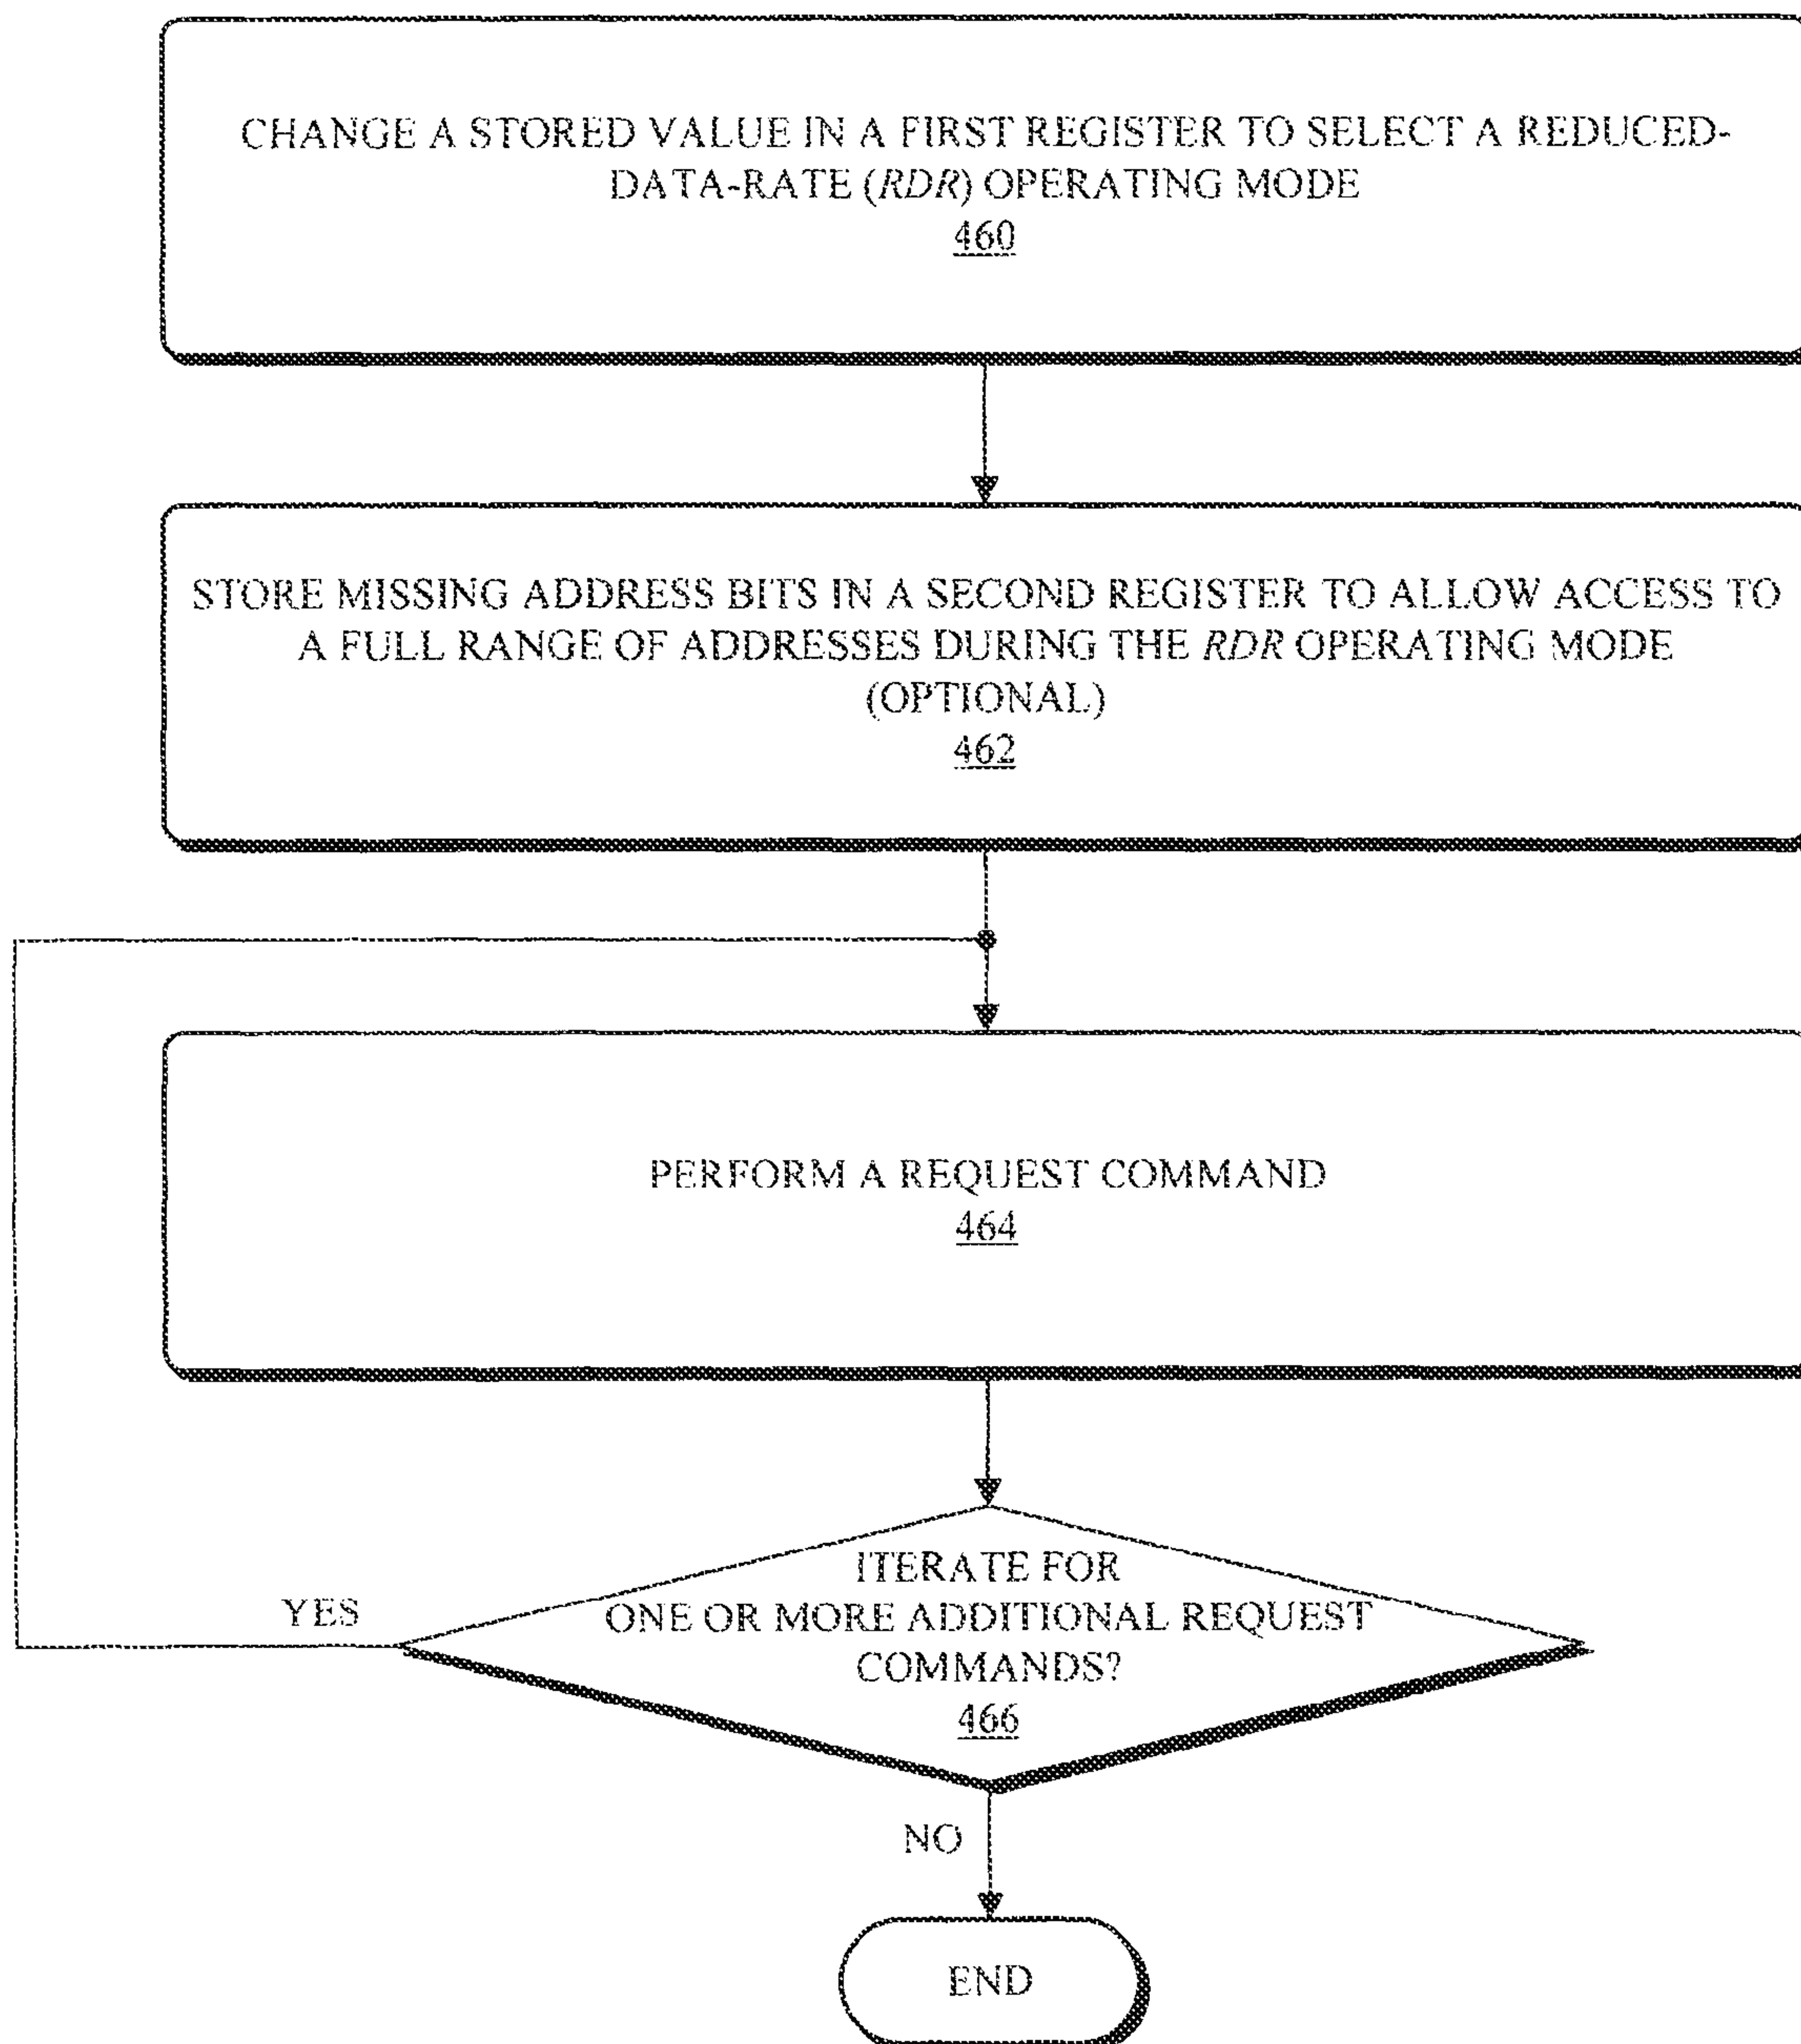 CHANGE A STORED VALUE IN A FIRST REGISTER TO SELECT A REDUCED-
DATA-RATE (RDR) OPERATING MODE
460
STORE MISSING ADDRESS BITS IN A SECOND REGISTER TO ALLOW ACCESS TO
A FULL RANGE OF ADDRESSES DURING THE RDR OPERATING MODE
(OPTIONAL)
462
PERFORM A REQUEST COMMAND
464
ITERATE FOR
YES
ONE OR MORE ADDITIONAL REQUEST
COMMANDS?
466
NO
END